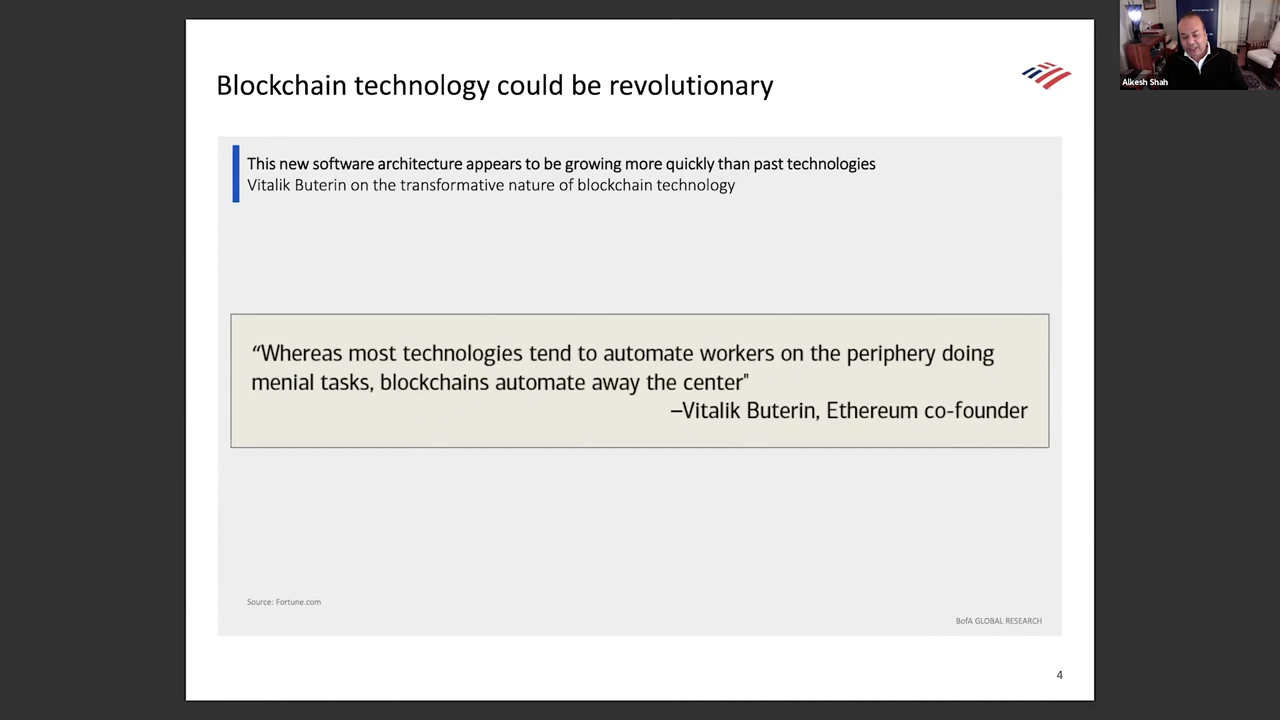 Blockchain technology could be revolutionary
Alkesh Shah
This new software architecture appears to be growing more quickly than past technologies
Vitalik Buterin on the transformative nature of blockchain technology
“Whereas most technologies tend to automate workers on the periphery doing
menial tasks, blockchains automate away the center"
–Vitalik Buterin, Ethereum co-founder
Source: Fortune.com
BofA GLOBAL RESEARCH
4